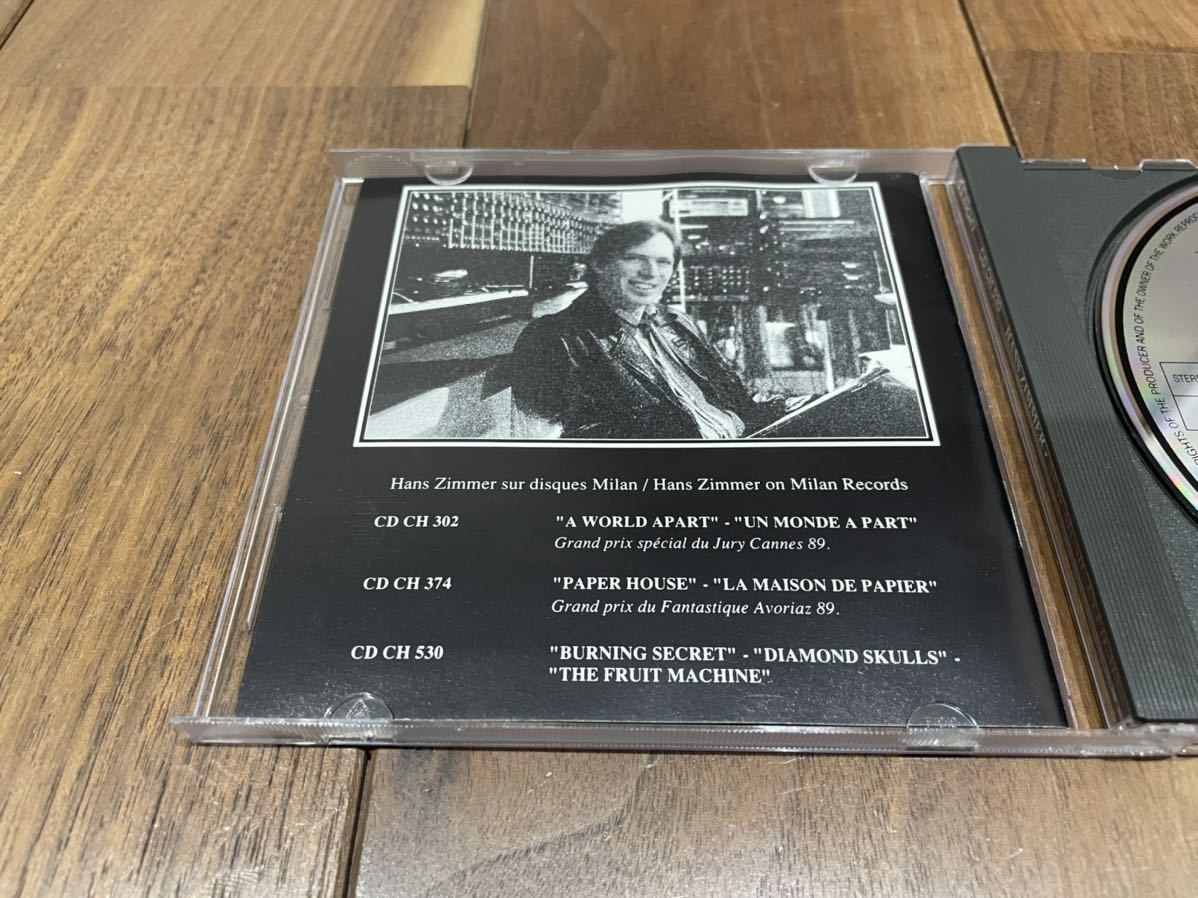 Hans Zimmer sur disques Milan / Hans Zimmer on Milan Records
CD CH 302 "A WORLD APART" - "UN MONDE A PART"
Grand prix spécial du Jury Cannes 89.
CD CH 374 "PAPER HOUSE" - "LA MAISON DE PAPIER"
Grand prix du Fantastique Avoriaz 89.
CD CH 530 "BURNING SECRET" - "DIAMOND SKULLS" -
"THE FRUIT MACHINE"
HANS ZIMMER
RIGHTS OF THE PRODUCER AND OF THE OWNER OF THE WORK